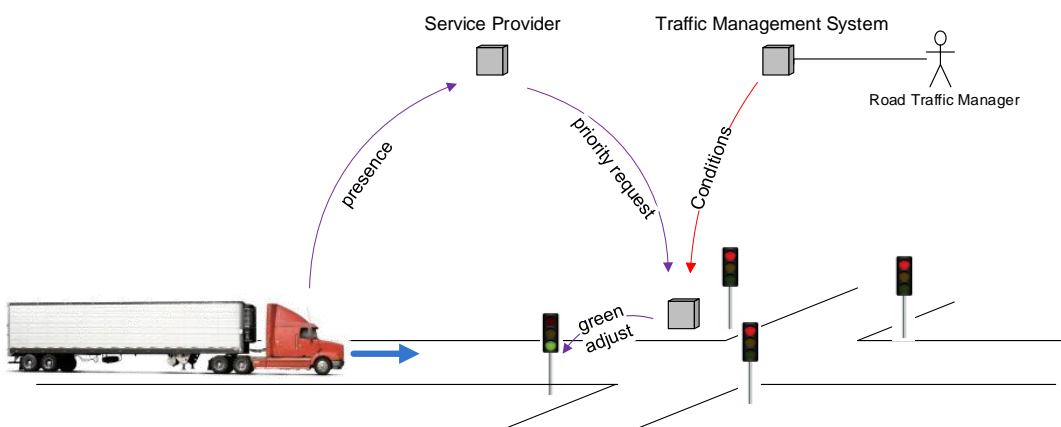 Service Provider
Traffic Management System
Road Traffic Manager
presence
priority request
Conditions
green
adjust